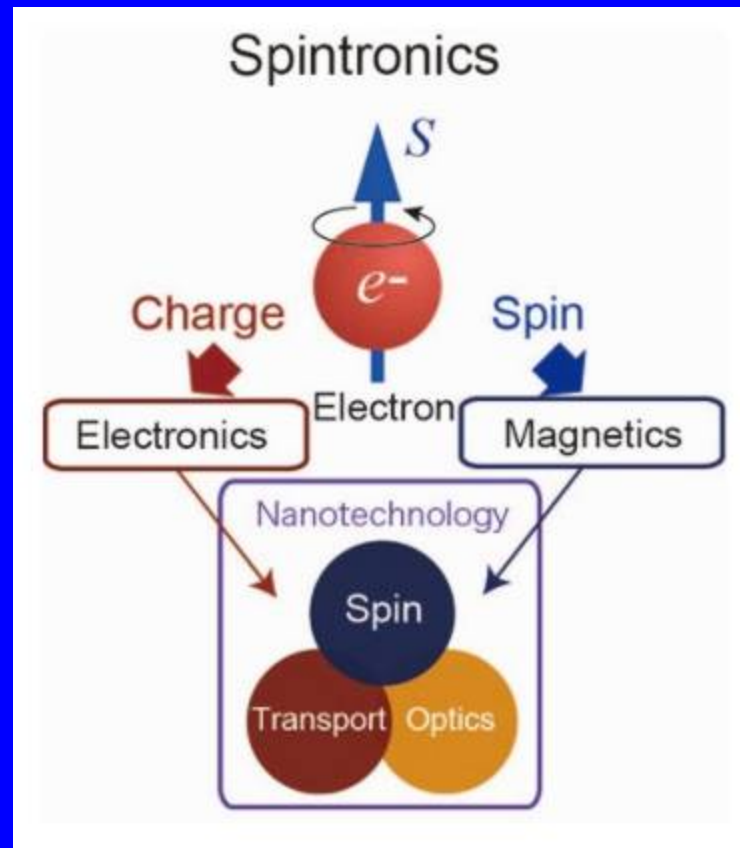 Spintronics
S
e-
Charge
Spin
Electron
Electronics
Magnetics
Nanotechnology
Spin
Transport
Optics